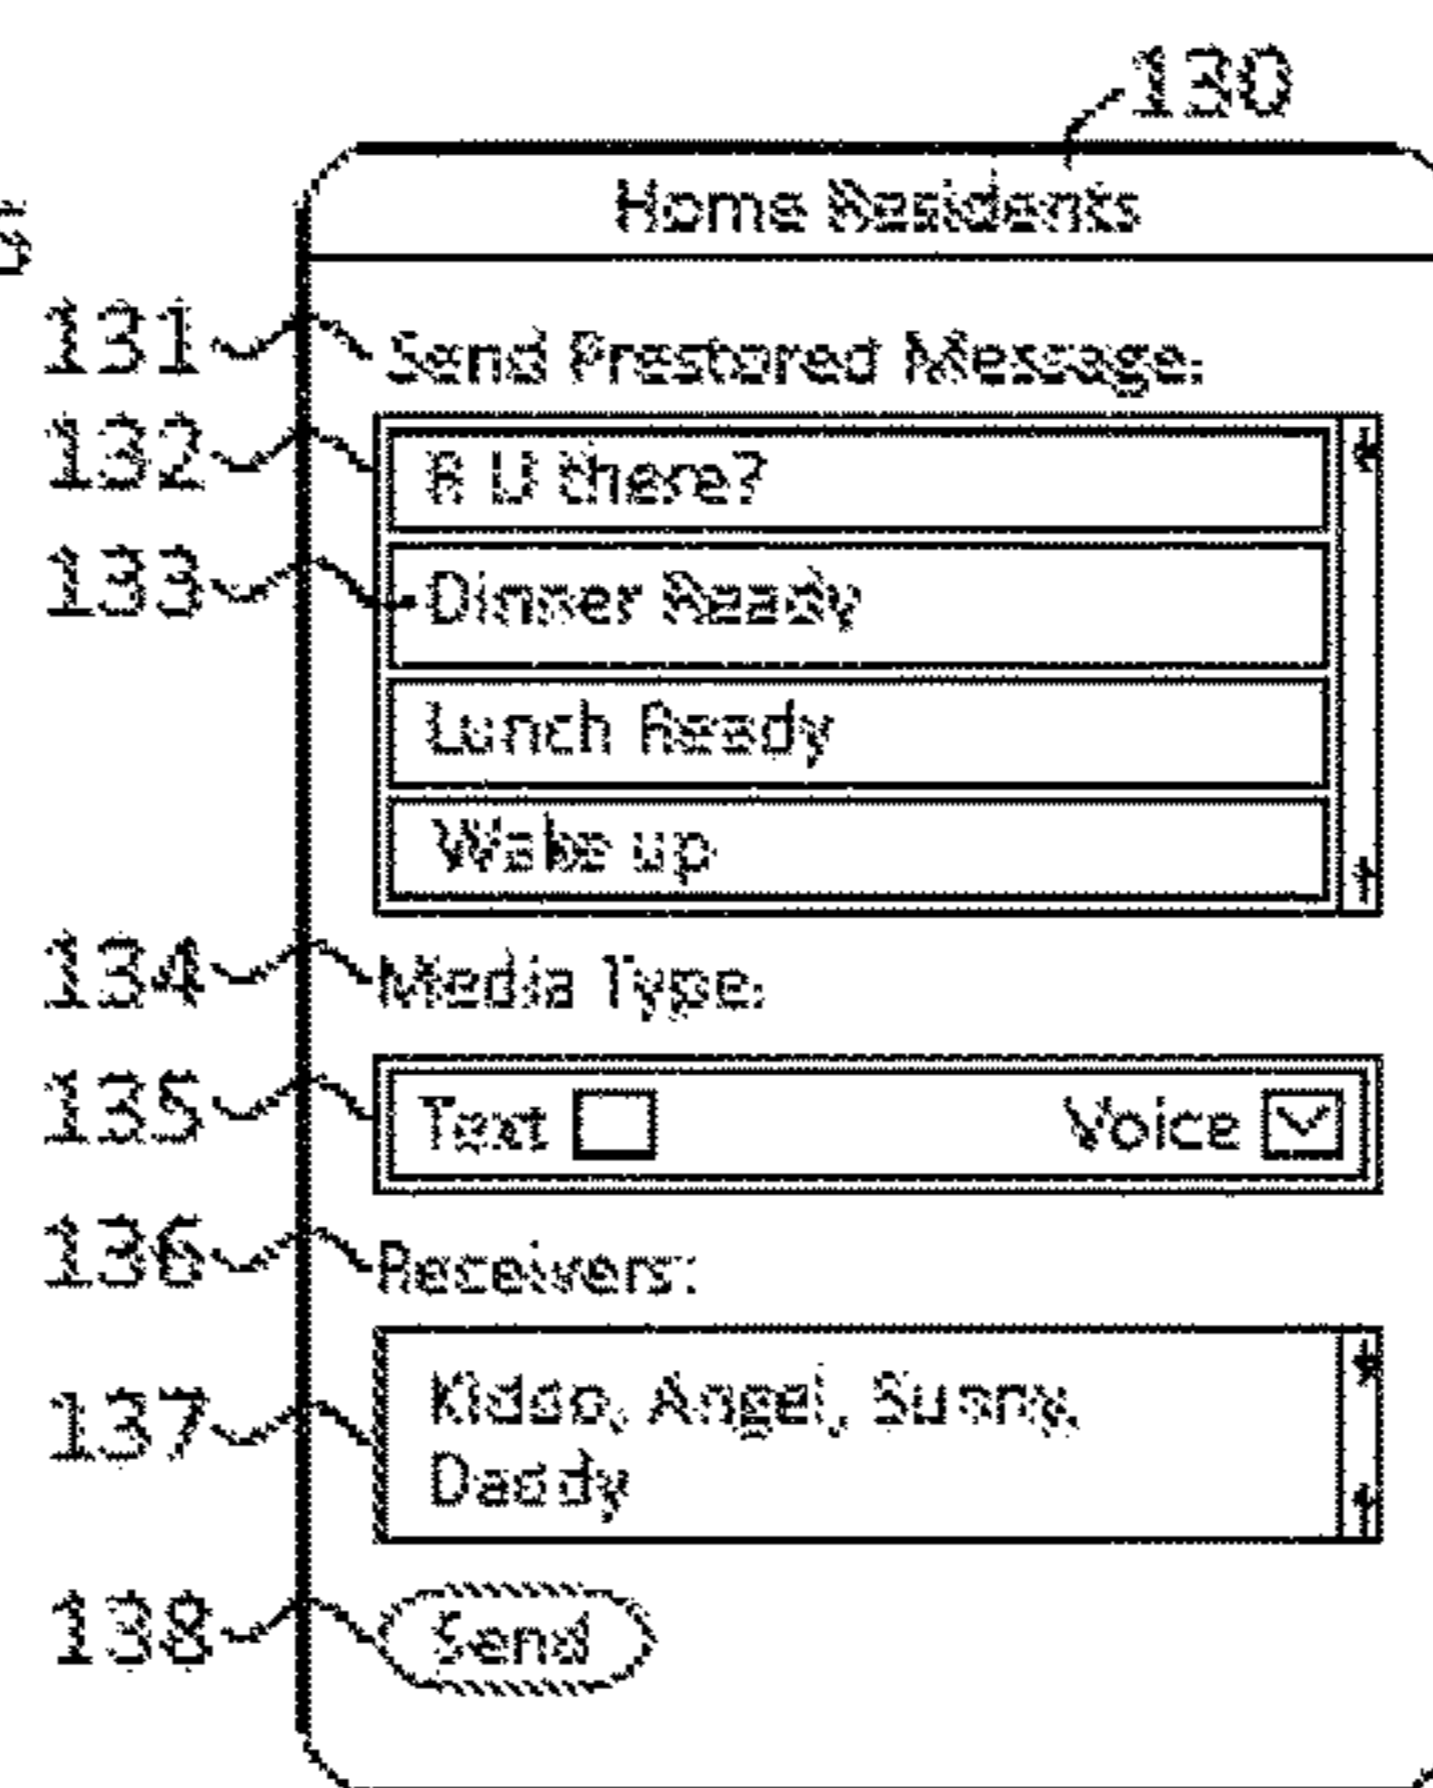 130
Home Residents
131 Send Prestored Message:
132 R U there?
133 Dinner Ready
Lunch Ready
Wake up
134 Media Type:
135 Text Voice
136 Receivers:
137 Kiddo, Angel, Sunny,
Daddy
138 Send